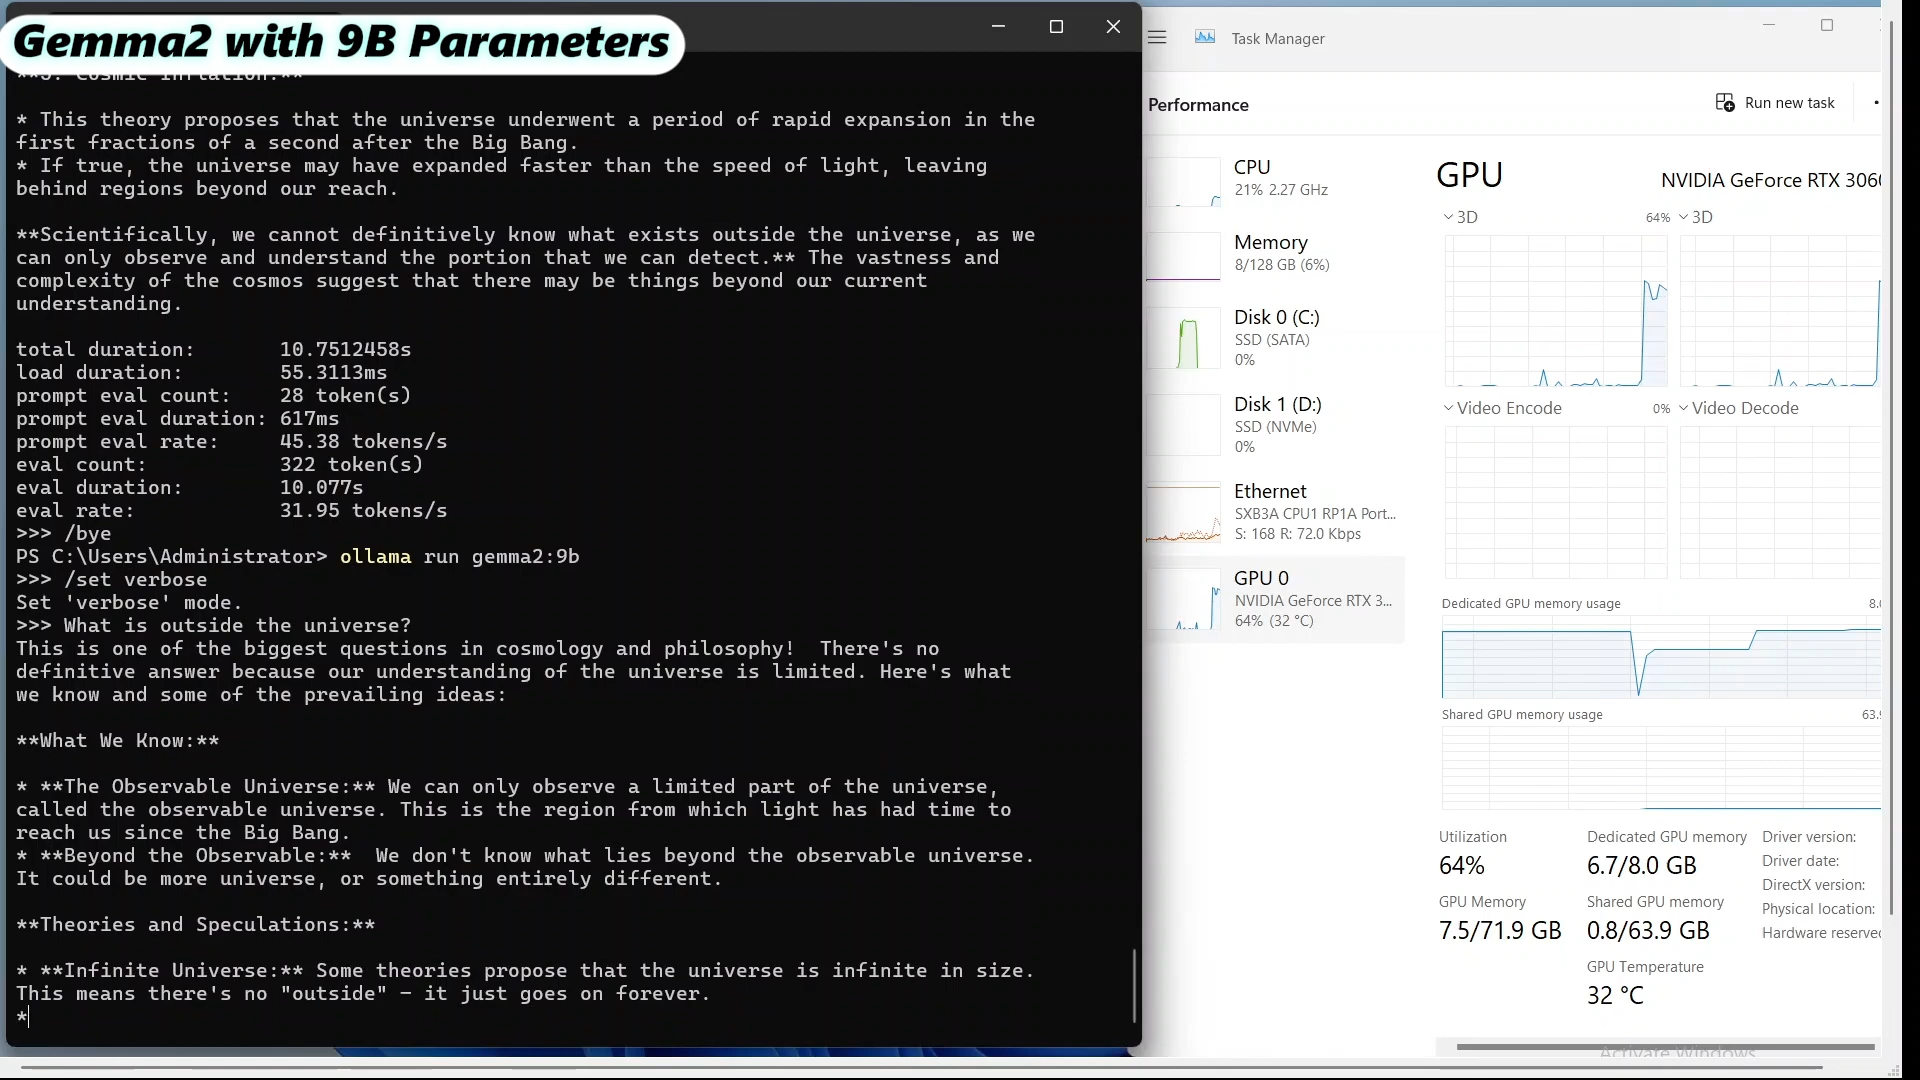 Gemma2 with 9B Parameters
**5. Cosmic Inflation:**
* This theory proposes that the universe underwent a period of rapid expansion in the
first fractions of a second after the Big Bang.
* If true, the universe may have expanded faster than the speed of light, leaving
behind regions beyond our reach.
**Scientifically, we cannot definitively know what exists outside the universe, as we
can only observe and understand the portion that we can detect.** The vastness and
complexity of the cosmos suggest that there may be things beyond our current
understanding.
total duration: 10.7512458s
load duration: 55.3113ms
prompt eval count: 28 token(s)
prompt eval duration: 617ms
prompt eval rate: 45.38 tokens/s
eval count: 322 token(s)
eval duration: 10.077s
eval rate: 31.95 tokens/s
>>> /bye
PS C:\Users\Administrator> ollama run gemma2:9b
>>> /set verbose
Set 'verbose' mode.
>>> What is outside the universe?
This is one of the biggest questions in cosmology and philosophy!  There's no
definitive answer because our understanding of the universe is limited. Here's what
we know and some of the prevailing ideas:
**What We Know:**
* **The Observable Universe:** We can only observe a limited part of the universe,
called the observable universe. This is the region from which light has had time to
reach us since the Big Bang.
* **Beyond the Observable:**  We don't know what lies beyond the observable universe.
It could be more universe, or something entirely different.
**Theories and Speculations:**
* **Infinite Universe:** Some theories propose that the universe is infinite in size.
This means there's no "outside" – it just goes on forever.
*
Task Manager
Performance
Run new task
CPU
21% 2.27 GHz
Memory
8/128 GB (6%)
Disk 0 (C:)
SSD (SATA)
0%
Disk 1 (D:)
SSD (NVMe)
0%
Ethernet
SXB3A CPU1 RP1A Port...
S: 168 R: 72.0 Kbps
GPU 0
NVIDIA GeForce RTX 3...
64% (32 °C)
GPU
NVIDIA GeForce RTX 306
3D 64% 3D
Video Encode 0% Video Decode
Dedicated GPU memory usage 8.
Shared GPU memory usage 63.
Utilization
64%
Dedicated GPU memory
6.7/8.0 GB
GPU Memory
7.5/71.9 GB
Shared GPU memory
0.8/63.9 GB
GPU Temperature
32 °C
Driver version:
Driver date:
DirectX version:
Physical location:
Hardware reserve
Activate Windows